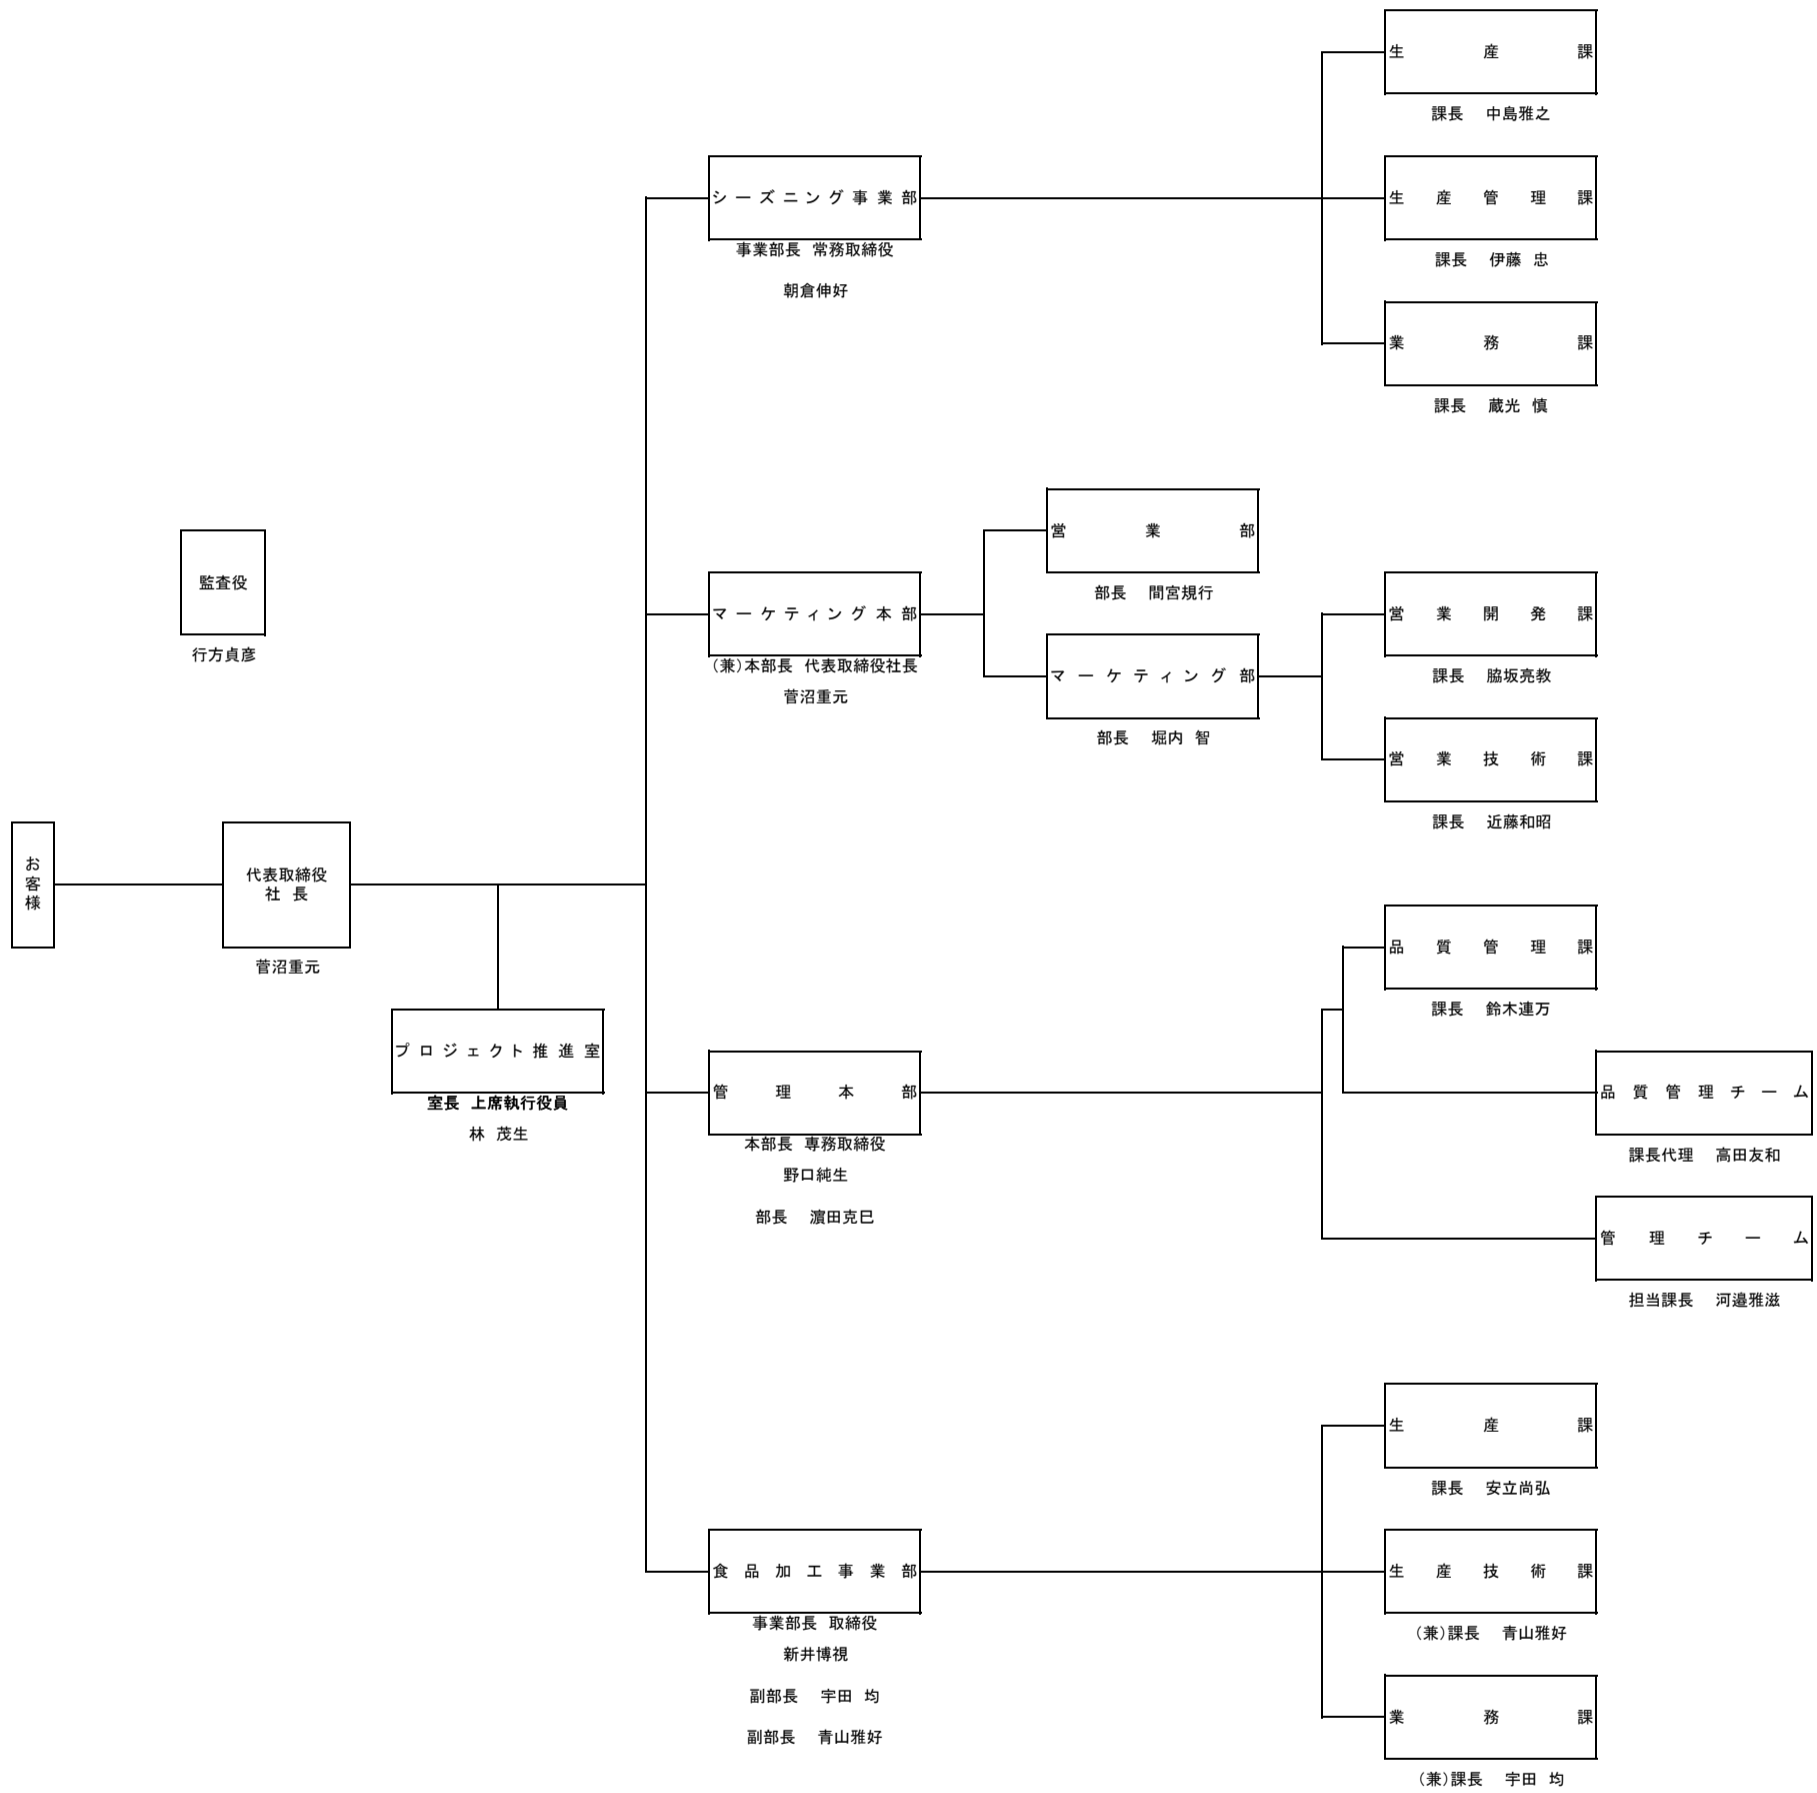 生産課
課長 中島雅之
シーズニング事業部
事業部長 常務取締役
朝倉伸好
生産管理課
課長 伊藤 忠
業務課
課長 蔵光 慎
監査役
行方貞彦
営業部
部長 間宮規行
マーケティング本部
(兼)本部長 代表取締役社長
菅沼重元
マーケティング部
部長 堀内 智
営業開発課
課長 脇坂亮教
営業技術課
課長 近藤和昭
お客様
代表取締役
社 長
菅沼重元
プロジェクト推進室
室長 上席執行役員
林 茂生
管理本部
本部長 専務取締役
野口純生
部長 濵田克巳
品質管理課
課長 鈴木連万
品質管理チーム
課長代理 高田友和
管理チーム
担当課長 河邉雅滋
食品加工事業部
事業部長 取締役
新井博視
副部長 宇田 均
副部長 青山雅好
生産課
課長 安立尚弘
生産技術課
(兼)課長 青山雅好
業務課
(兼)課長 宇田 均